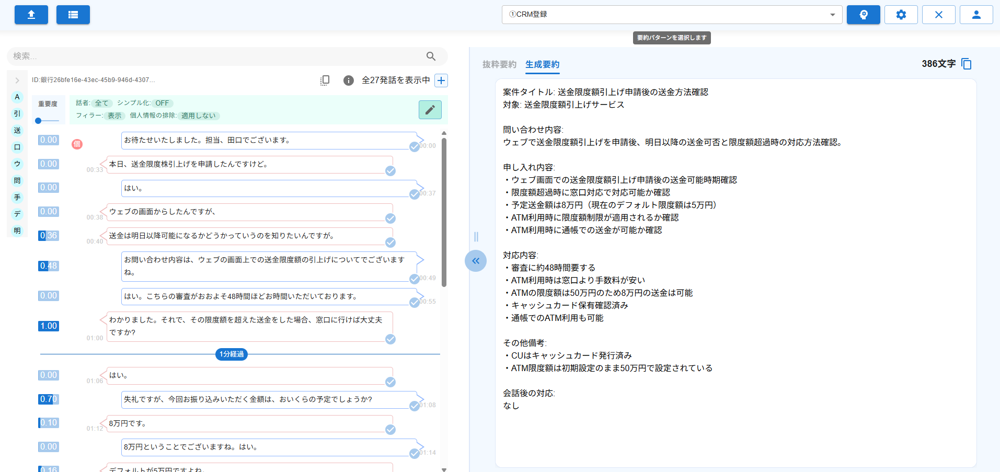 ①CRM登録
要約パターンを選択します
検索...
ID:銀行26bfe16e-43ec-45b9-946d-4307...
全27発話を表示中
A
引
送
口
ウ
問
手
デ
明
重要度
話者: 全て シンプル化: OFF
フィラー: 表示 個人情報の排除: 適用しない
0.00
個
お待たせいたしました。担当、田口でございます。
00:00
0.00
本日、送金限度株引上げを申請したんですけど。
00:33
0.00
はい。
00:37
0.00
ウェブの画面からしたんですが、
00:38
0.36
送金は明日以降可能になるかどうかっていうのを知りたいんですが。
00:40
0.48
お問い合わせ内容は、ウェブの画面上での送金限度額の引上げについてでございます
ね。
00:49
0.00
はい。こちらの審査がおおよそ48時間ほどお時間いただいております。
00:55
1.00
わかりました。それで、その限度額を超えた送金をした場合、窓口に行けば大丈夫
ですか?
01:00
1分経過
0.00
はい。
01:06
0.70
失礼ですが、今回お振り込みいただく金額は、おいくらの予定でしょうか?
01:08
0.10
8万円です。
01:12
0.00
8万円ということでございますね。はい。
01:14
0.16
デフォルトが5万円ですよね。
抜粋要約
生成要約
386文字
案件タイトル: 送金限度額引上げ申請後の送金方法確認
対象: 送金限度額引上げサービス
問い合わせ内容:
ウェブで送金限度額引上げを申請後、明日以降の送金可否と限度額超過時の対応方法確認。
申し入れ内容:
・ウェブ画面での送金限度額引上げ申請後の送金可能時期確認
・限度額超過時に窓口対応で対応可能か確認
・予定送金額は8万円（現在のデフォルト限度額は5万円）
・ATM利用時に限度額制限が適用されるか確認
・ATM利用時に通帳での送金が可能か確認
対応内容:
・審査に約48時間要する
・ATM利用時は窓口より手数料が安い
・ATMの限度額は50万円のため8万円の送金は可能
・キャッシュカード保有確認済み
・通帳でのATM利用も可能
その他備考:
・CUはキャッシュカード発行済み
・ATM限度額は初期設定のまま50万円で設定されている
会話後の対応:
なし